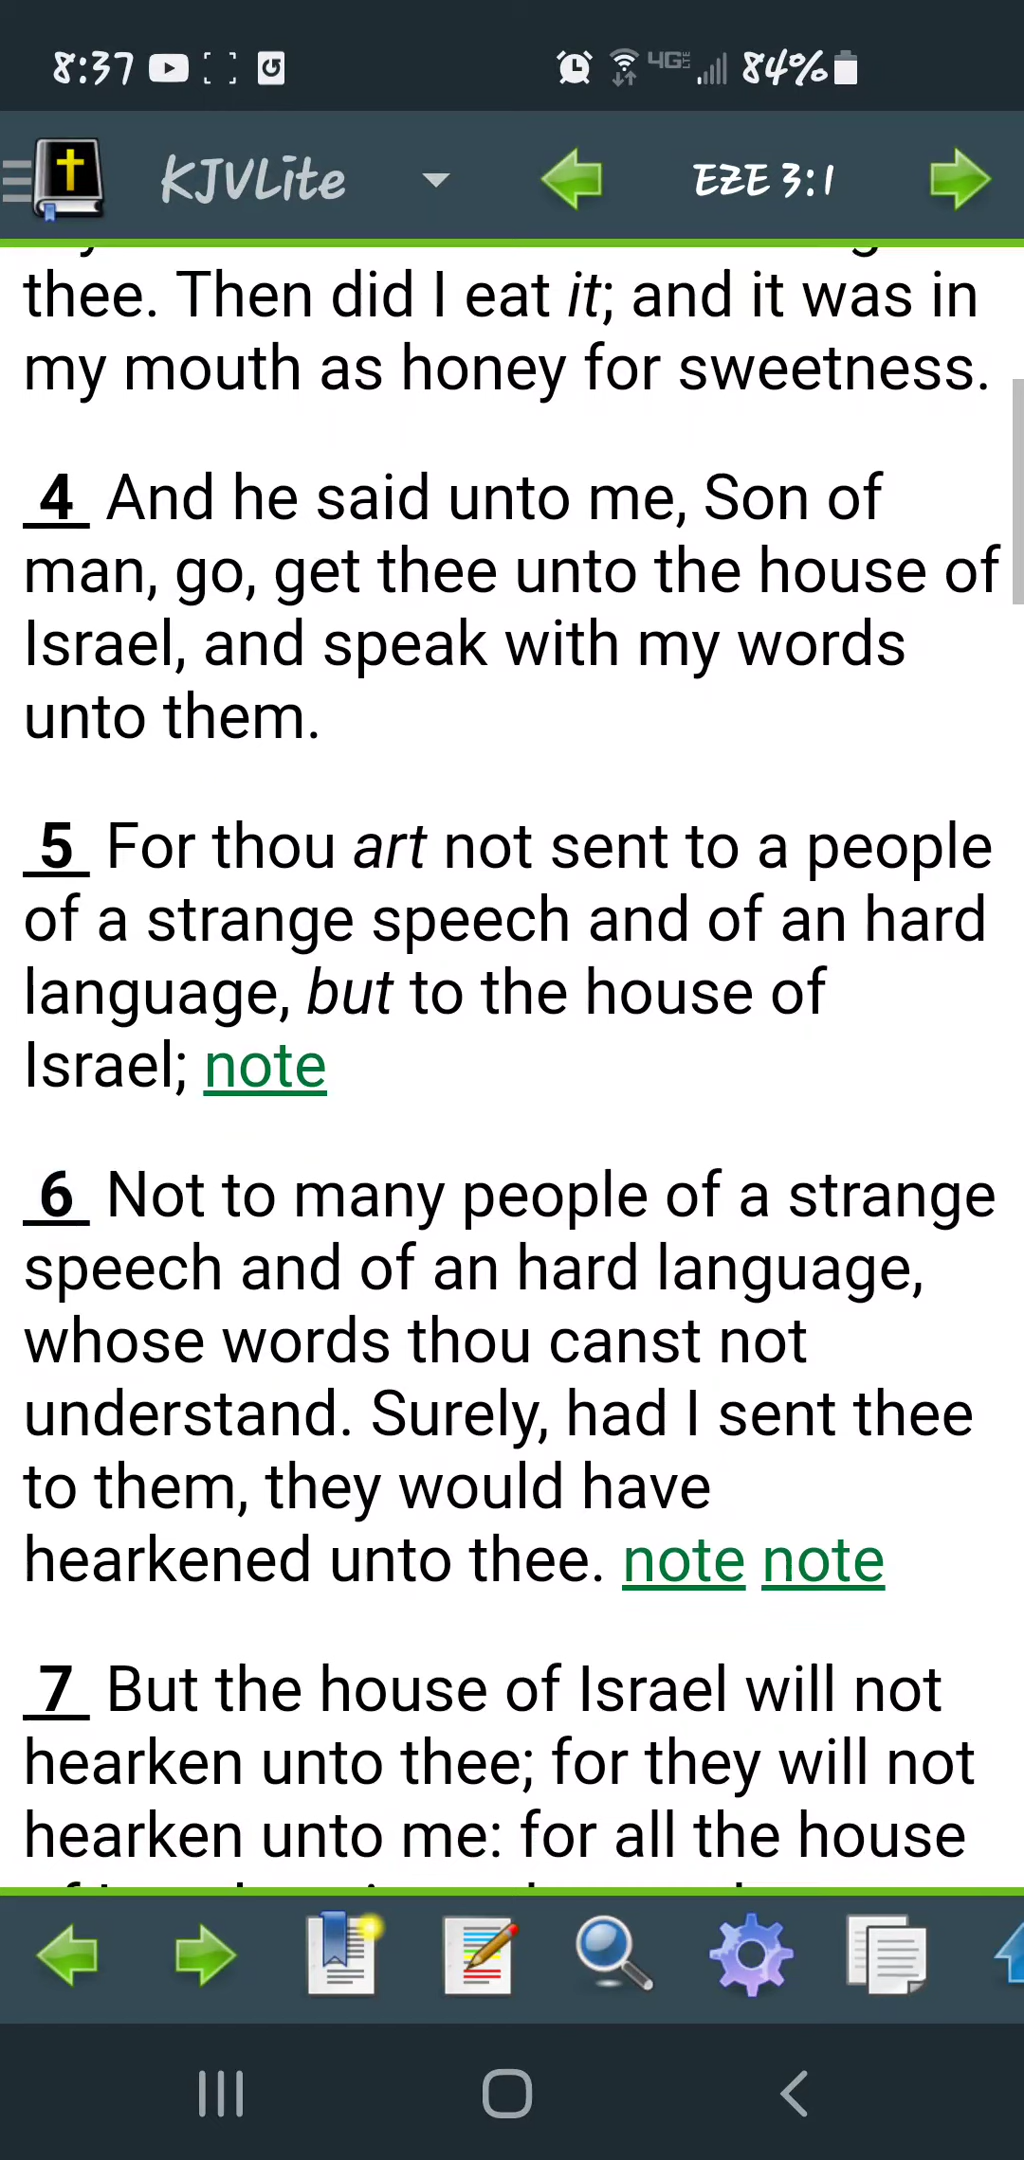 8:37 4G LTE 84%
KJVLite EZE 3:1
thee. Then did I eat it; and it was in
my mouth as honey for sweetness.
4 And he said unto me, Son of
man, go, get thee unto the house of
Israel, and speak with my words
unto them.
5 For thou art not sent to a people
of a strange speech and of an hard
language, but to the house of
Israel; note
6 Not to many people of a strange
speech and of an hard language,
whose words thou canst not
understand. Surely, had I sent thee
to them, they would have
hearkened unto thee. note note
7 But the house of Israel will not
hearken unto thee; for they will not
hearken unto me: for all the house